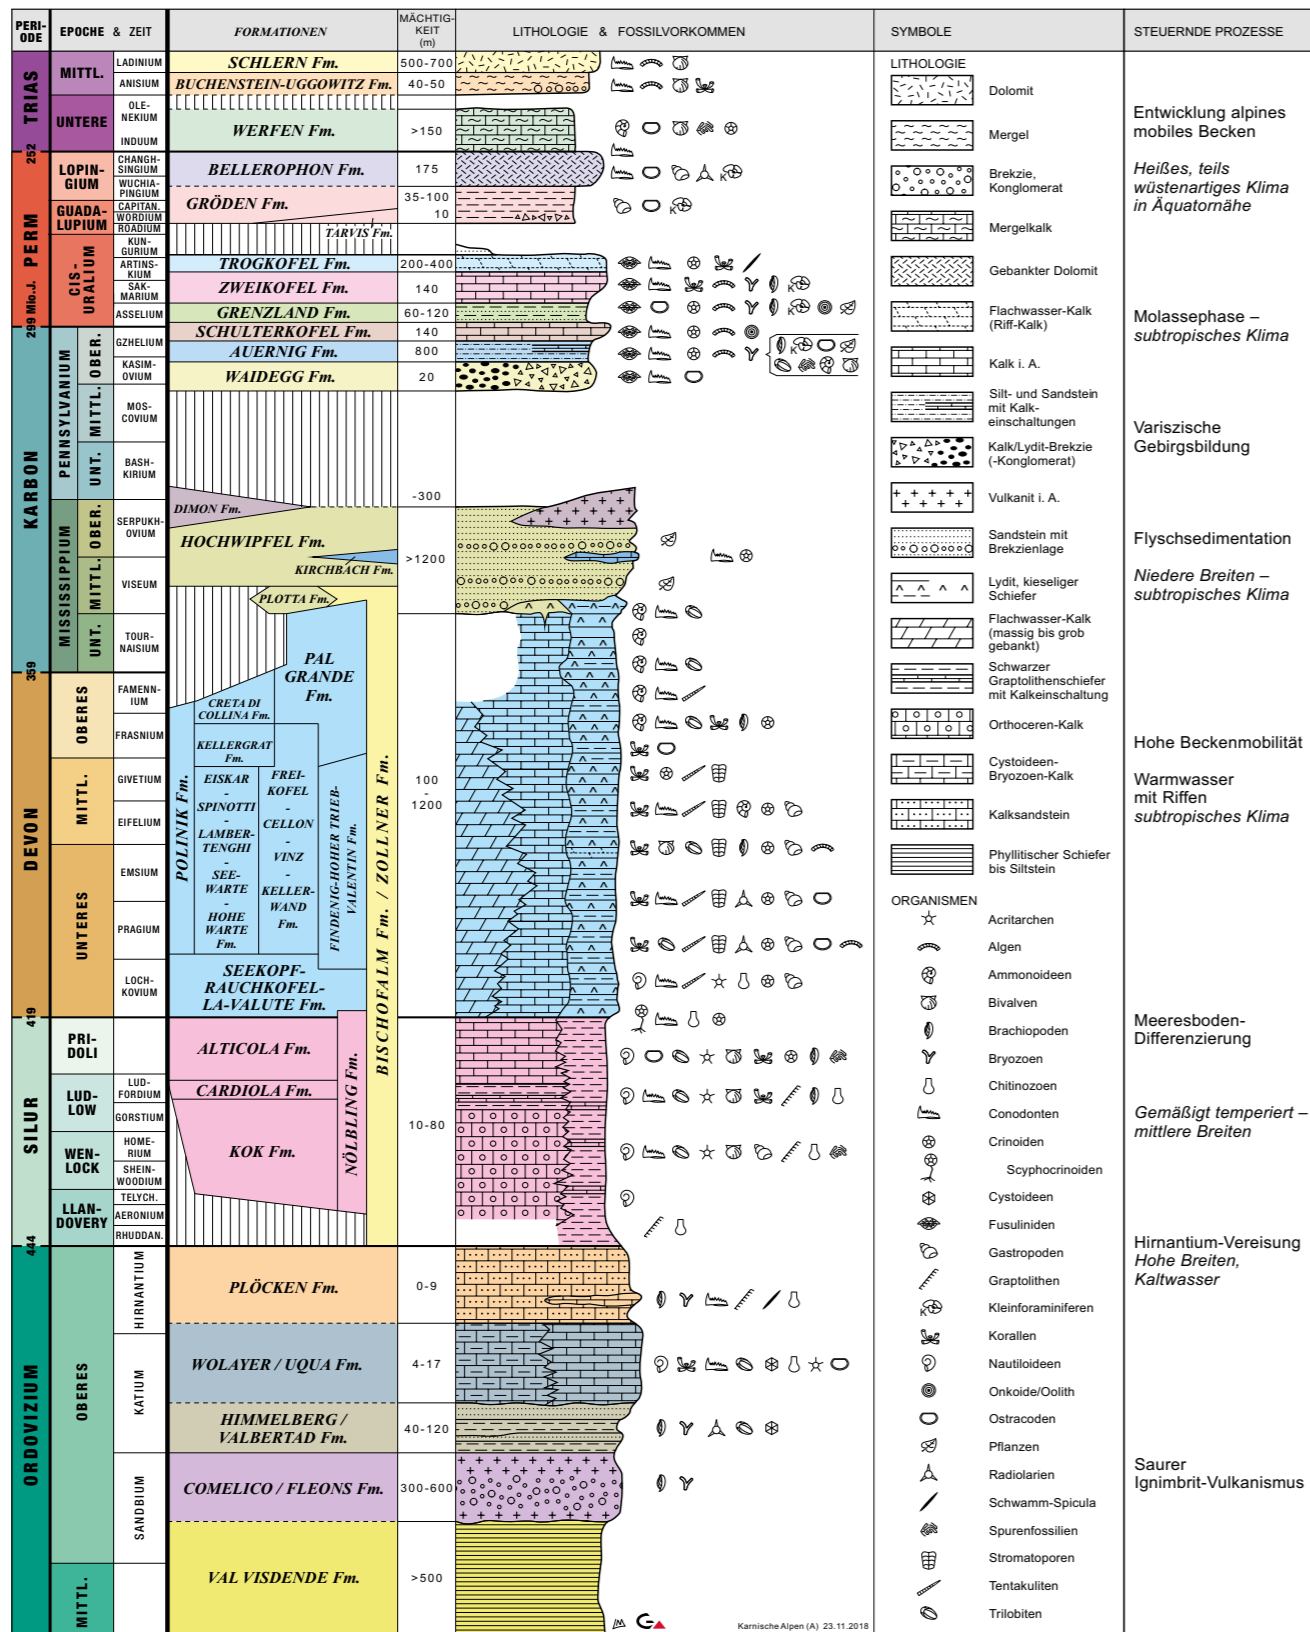 PERI-
ODE
EPOCHE & ZEIT
FORMATIONEN
MÄCHTIG-
KEIT
(m)
LITHOLOGIE & FOSSILVORKOMMEN
SYMBOLE
STEUERNDE PROZESSE
TRIAS
MITTL.
LADINIUM
SCHLERN Fm.
500-700
ANISIUM
BUCHENSTEIN-UGGOWITZ Fm.
40-50
UNTERE
OLE-
NEKIUM
INDUUM
WERFEN Fm.
>150
252
PERM
LOPIN-
GIUM
CHANGH-
SINGIUM
WUCHIA-
PINGIUM
BELLEROPHON Fm.
175
K
GUADA-
LUPIUM
CAPITAN.
WORDIUM
ROADIUM
GRÖDEN Fm.
35-100
10
K
TARVIS Fm.
CIS-
URALIUM
KUN-
GURIUM
ARTINS-
KIUM
TROGKOFEL Fm.
200-400
SAK-
MARIUM
ZWEIKOFEL Fm.
140
K
ASSELIUM
GRENZLAND Fm.
60-120
K
299 Mio.J.
KARBON
PENNSYLVANIUM
OBER.
GZHELIUM
SCHULTERKOFEL Fm.
140
AUERNIG Fm.
800
K
KASIM-
OVIUM
WAIDEGG Fm.
20
MITTL.
MOS-
COVIUM
UNT.
BASH-
KIRIUM
-300
DIMON Fm.
MISSISSIPPIUM
OBER.
SERPUKH-
OVIUM
HOCHWIPFEL Fm.
>1200
KIRCHBACH Fm.
MITTL.
VISEUM
PLOTTA Fm.
UNT.
TOUR-
NAISIUM
PAL
GRANDE
Fm.
359
DEVON
OBERES
FAMENN-
IUM
CRETA DI
COLLINA Fm.
FRASNIUM
KELLERGRAT
Fm.
MITTL.
GIVETIUM
EIFELIUM
POLINIK Fm.
EISKAR
-
SPINOTTI
-
LAMBER-
TENGHI
-
SEE-
WARTE
-
HOHE
WARTE
Fm.
FREI-
KOFEL
-
CELLON
-
VINZ
-
KELLER-
WAND
Fm.
FINDENIG-HOHER TRIEB-
VALENTIN Fm.
BISCHOFALM Fm. / ZOLLNER Fm.
100
-
1200
UNTERES
EMSIUM
PRAGIUM
LOCH-
KOVIUM
SEEKOPF-
RAUCHKOFEL-
LA-VALUTE Fm.
419
SILUR
PRI-
DOLI
ALTICOLA Fm.
LUD-
LOW
LUD-
FORDIUM
CARDIOLA Fm.
GORSTIUM
NÖLBLING Fm.
10-80
WEN-
LOCK
HOME-
RIUM
SHEIN-
WOODIUM
KOK Fm.
LLAN-
DOVERY
TELYCH.
AERONIUM
RHUDDAN.
444
ORDOVIZIUM
OBERES
HIRNANTIUM
PLÖCKEN Fm.
0-9
KATIUM
WOLAYER / UQUA Fm.
4-17
HIMMELBERG /
VALBERTAD Fm.
40-120
SANDBIUM
COMELICO / FLEONS Fm.
300-600
MITTL.
VAL VISDENDE Fm.
>500
Karnische Alpen (A) 23.11.2018
LITHOLOGIE
Dolomit
Mergel
Brekzie,
Konglomerat
Mergelkalk
Gebankter Dolomit
Flachwasser-Kalk
(Riff-Kalk)
Kalk i. A.
Silt- und Sandstein
mit Kalk-
einschaltungen
Kalk/Lydit-Brekzie
(-Konglomerat)
Vulkanit i. A.
Sandstein mit
Brekzienlage
Lydit, kieseliger
Schiefer
Flachwasser-Kalk
(massig bis grob
gebankt)
Schwarzer
Graptolithenschiefer
mit Kalkeinschaltung
Orthoceren-Kalk
Cystoideen-
Bryozoen-Kalk
Kalksandstein
Phyllitischer Schiefer
bis Siltstein
ORGANISMEN
Acritarchen
Algen
Ammonoideen
Bivalven
Brachiopoden
Bryozoen
Chitinozoen
Conodonten
Crinoiden
Scyphocrinoiden
Cystoideen
Fusuliniden
Gastropoden
Graptolithen
K
Kleinforaminiferen
Korallen
Nautiloideen
Onkoide/Oolith
Ostracoden
Pflanzen
Radiolarien
Schwamm-Spicula
Spurenfossilien
Stromatoporen
Tentakuliten
Trilobiten
Entwicklung alpines
mobiles Becken
Heißes, teils
wüstenartiges Klima
in Äquatornähe
Molassephase –
subtropisches Klima
Variszische
Gebirgsbildung
Flyschsedimentation
Niedere Breiten –
subtropisches Klima
Hohe Beckenmobilität
Warmwasser
mit Riffen
subtropisches Klima
Meeresboden-
Differenzierung
Gemäßigt temperiert –
mittlere Breiten
Hirnantium-Vereisung
Hohe Breiten,
Kaltwasser
Saurer
Ignimbrit-Vulkanismus